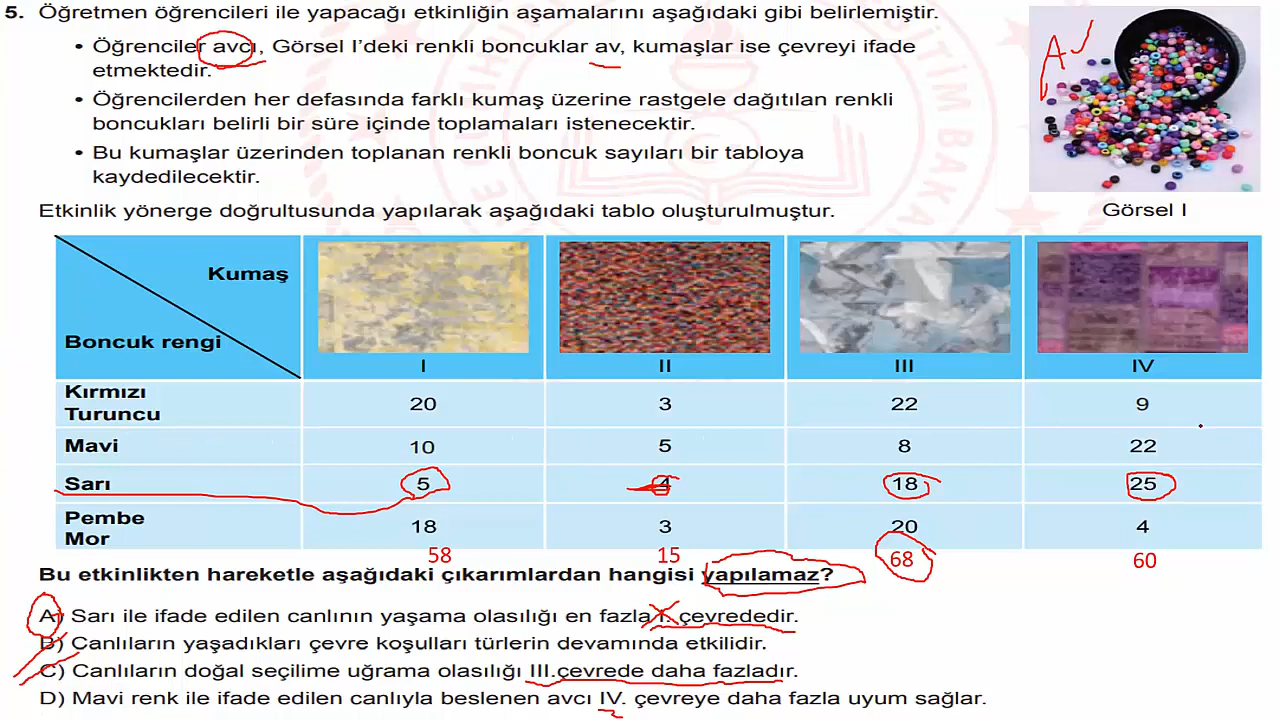 5. Öğretmen öğrencileri ile yapacağı etkinliğin aşamalarını aşağıdaki gibi belirlemiştir.
• Öğrenciler avcı, Görsel I'deki renkli boncuklar av, kumaşlar ise çevreyi ifade
etmektedir.
• Öğrencilerden her defasında farklı kumaş üzerine rastgele dağıtılan renkli
boncukları belirli bir süre içinde toplamaları istenecektir.
• Bu kumaşlar üzerinden toplanan renkli boncuk sayıları bir tabloya
kaydedilecektir.
Av
Görsel I
Etkinlik yönerge doğrultusunda yapılarak aşağıdaki tablo oluşturulmuştur.
Kumaş
Boncuk rengi I II III IV
Kırmızı
Turuncu 20 3 22 9
Mavi 10 5 8 22
Sarı 5 4 18 25
Pembe
Mor 18 3 20 4
58 15 68 60
Bu etkinlikten hareketle aşağıdaki çıkarımlardan hangisi yapılamaz?
A) Sarı ile ifade edilen canlının yaşama olasılığı en fazla I. çevrededir.
B) Canlıların yaşadıkları çevre koşulları türlerin devamında etkilidir.
C) Canlıların doğal seçilime uğrama olasılığı III.çevrede daha fazladır.
D) Mavi renk ile ifade edilen canlıyla beslenen avcı IV. çevreye daha fazla uyum sağlar.